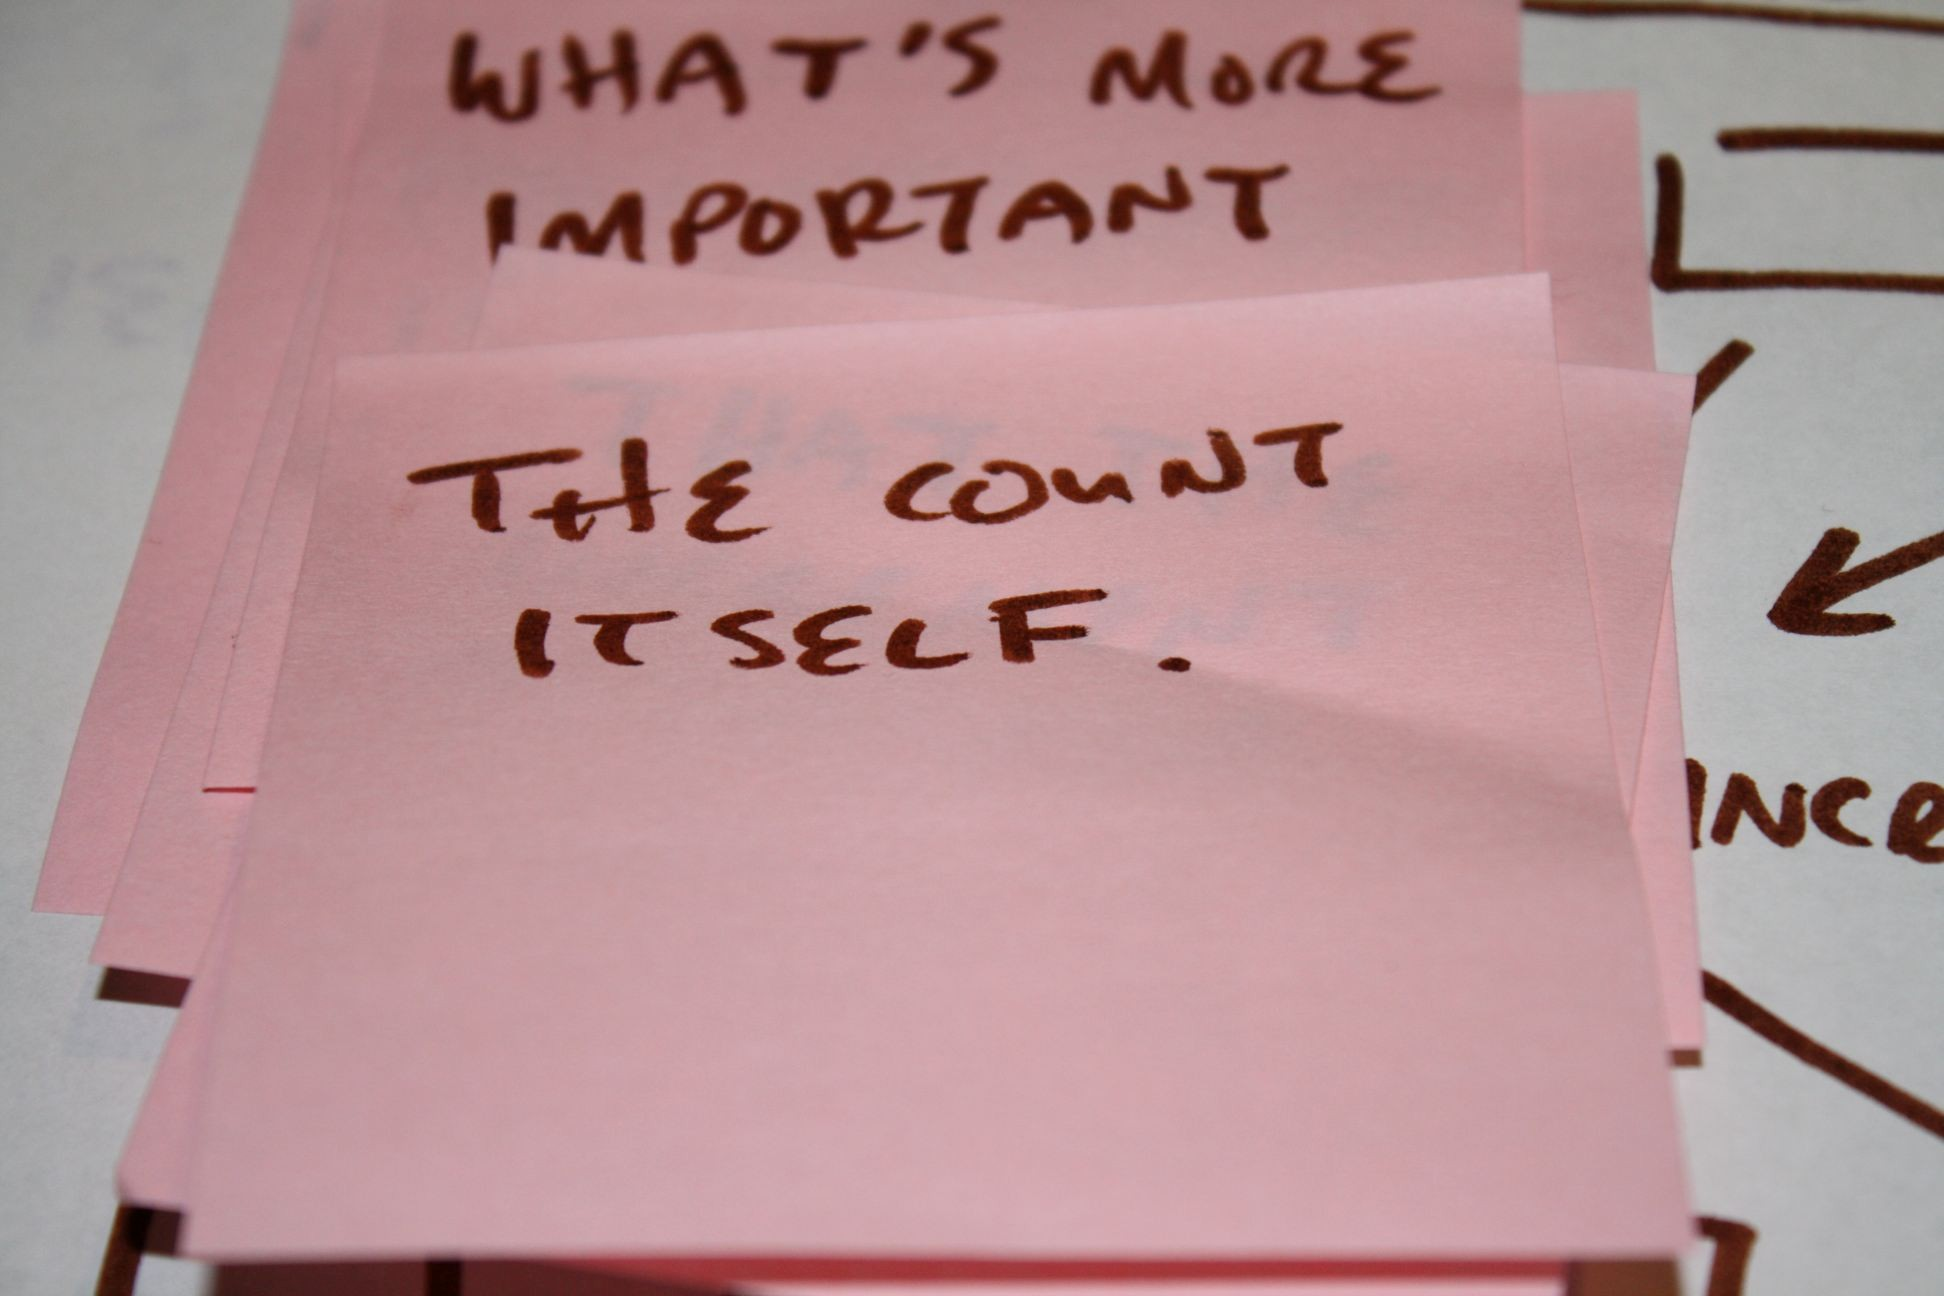 WHAT'S MORE
IMPORTANT
THE COUNT
ITSELF.